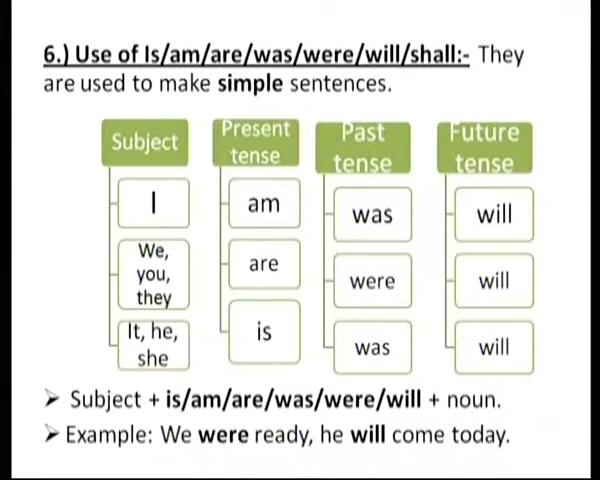 6.) Use of Is/am/are/was/were/will/shall:- They
are used to make simple sentences.
Subject
Present
tense
Past
tense
Future
tense
I
am
was
will
We,
you,
they
are
were
will
It, he,
she
is
was
will
➤ Subject + is/am/are/was/were/will + noun.
➤ Example: We were ready, he will come today.